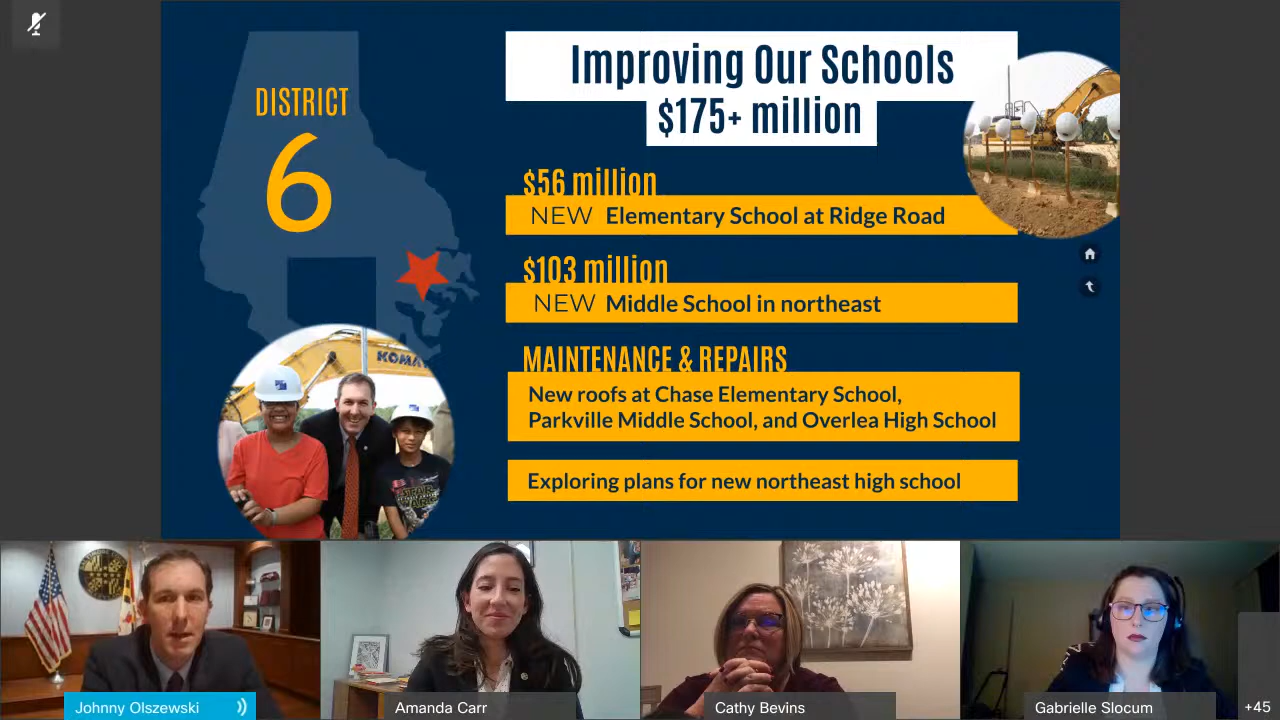 DISTRICT
6
Improving Our Schools
$175+ million
$56 million
NEW Elementary School at Ridge Road
$103 million
NEW Middle School in northeast
MAINTENANCE & REPAIRS
New roofs at Chase Elementary School,
Parkville Middle School, and Overlea High School
Exploring plans for new northeast high school
KOMA
Johnny Olszewski
Amanda Carr
Cathy Bevins
Gabrielle Slocum
+45